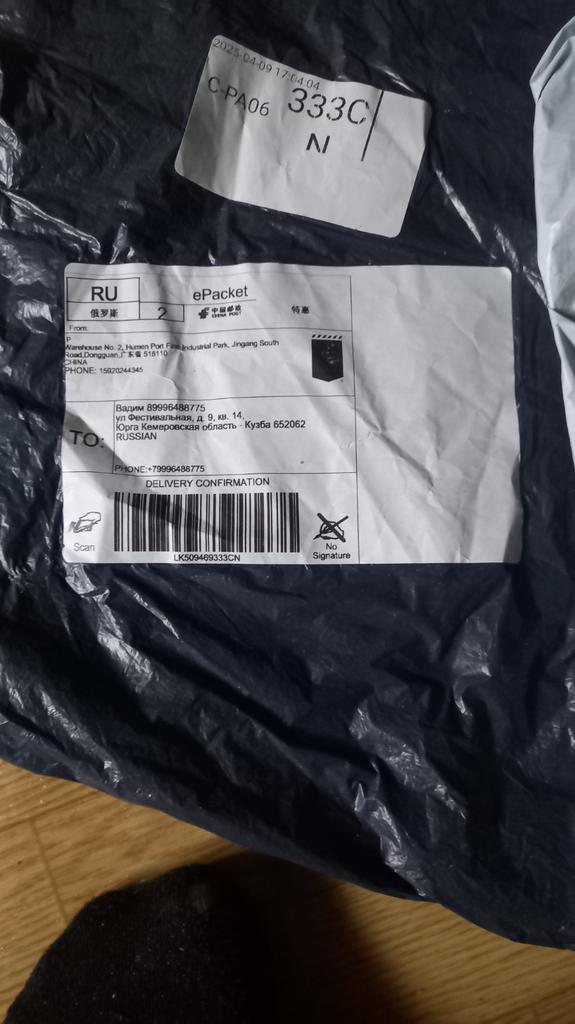 2025-04-09 17:04:04
C-PA06 333C
N
RU
俄罗斯
2
ePacket
中国邮政
CHINA POST
特惠
From:
P
Warehouse No. 2, Humen Port First Industrial Park, Jingang South
Road,Dongguan,广东省 518110
CHINA
PHONE: 15920244345
TO:
Вадим 89996488775
ул Фестивальная, д. 9, кв. 14,
Юрга Кемеровская область - Кузба 652062
RUSSIAN
PHONE:+79996488775
DELIVERY CONFIRMATION
Scan
LK509469333CN
No
Signature